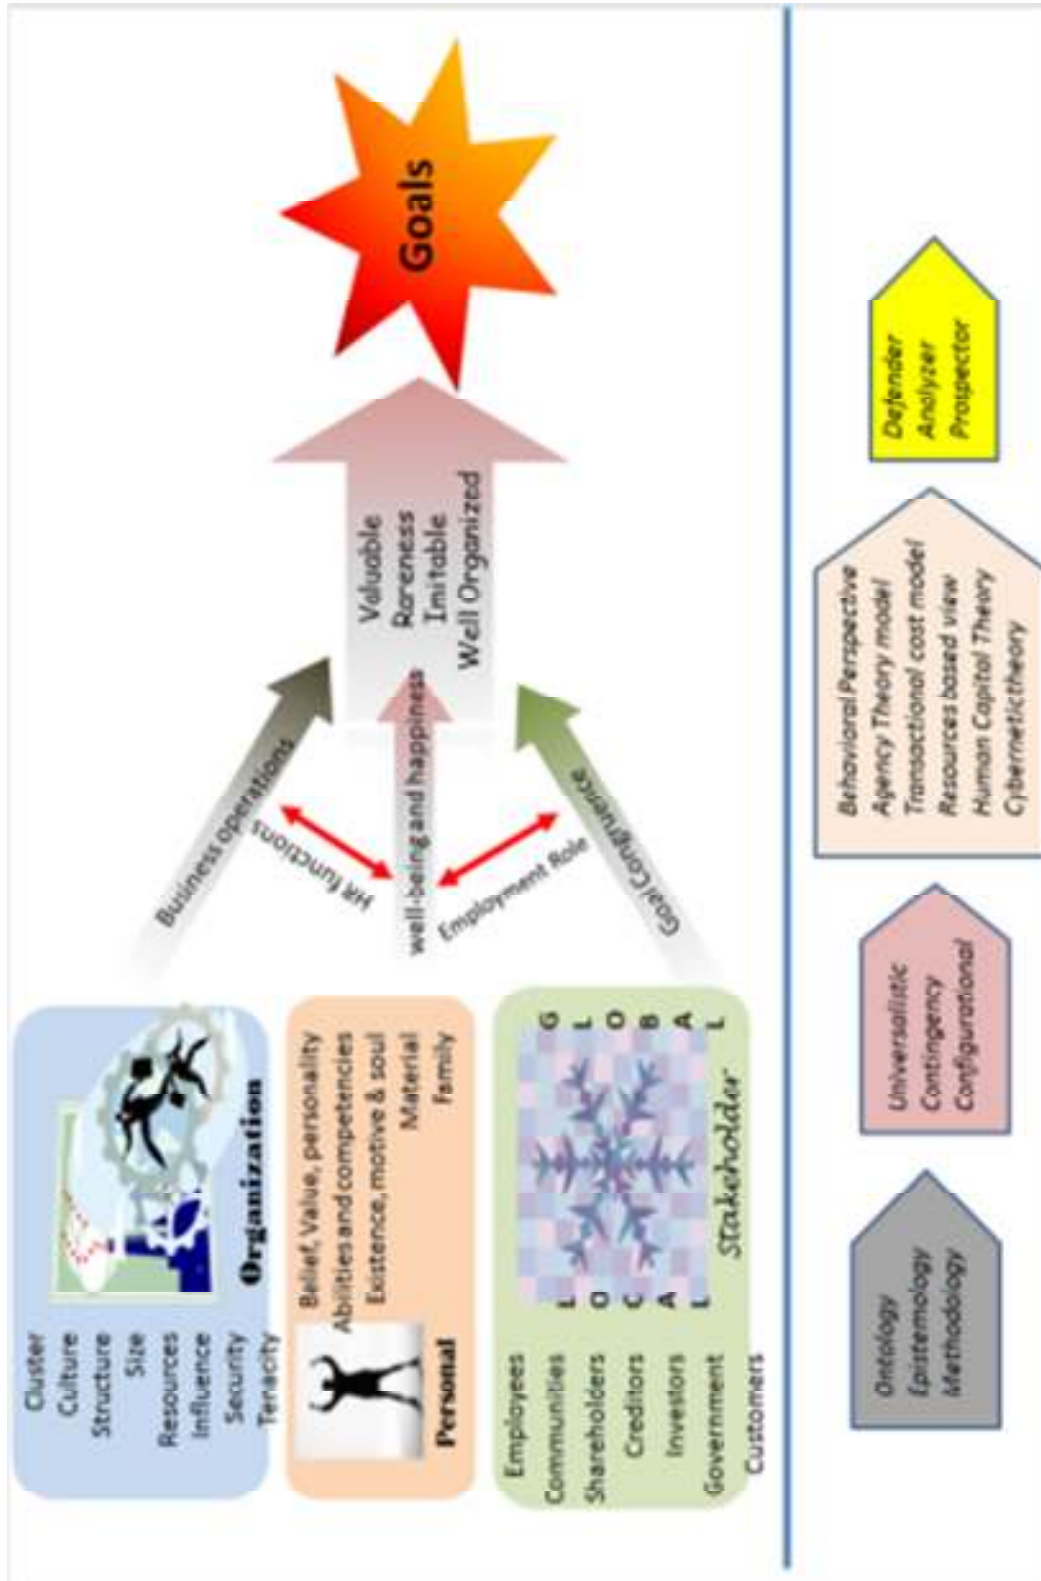 Cluster
Culture
Structure
Size
Resources
Influence
Security
Tenacity
Organization
Belief, Value, personality
Abilities and competencies
Existence, motive & soul
Material
Family
Personal
Employees
Communities
Shareholders
Creditors
Investors
Government
Customers
LOCAL
GLOBAL
Stakeholder
Business operations
HR functions
well-being and happiness
Employment Role
Goal Congruence
Valuable
Rareness
Imitable
Well Organized
Goals
Ontology
Epistemology
Methodology
Universalistic
Contingency
Configurational
Behavioral Perspective
Agency Theory model
Transactional cost model
Resources based view
Human Capital Theory
Cybernetictheory
Defender
Analyzer
Prospector